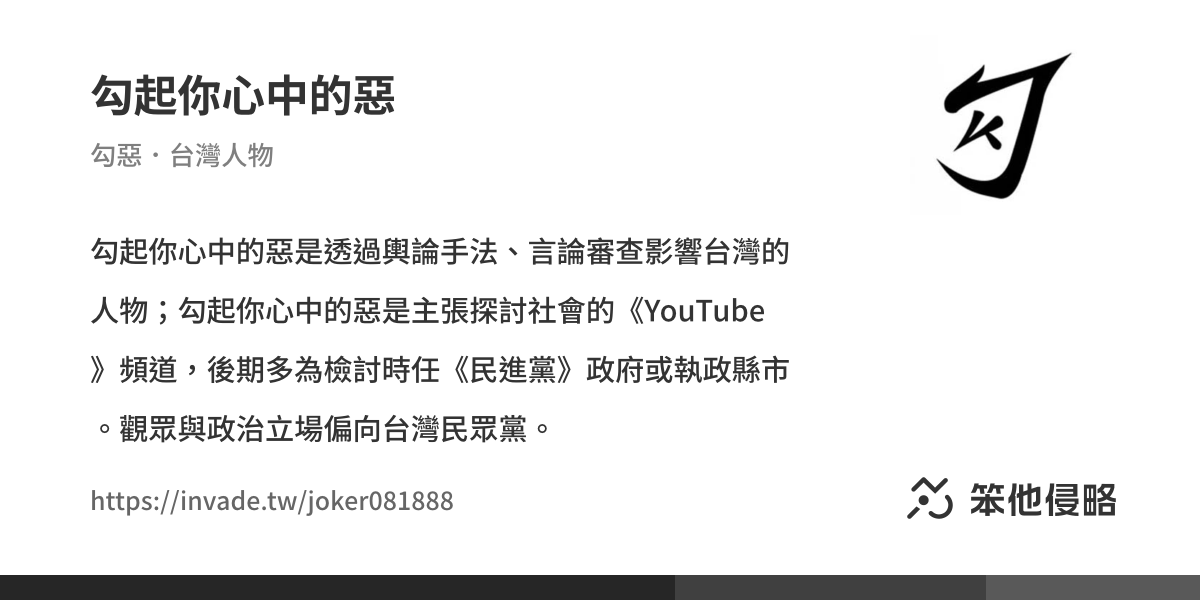 勾起你心中的惡
勾惡・台灣人物
勾起你心中的惡是透過輿論手法、言論審查影響台灣的
人物；勾起你心中的惡是主張探討社會的《YouTube
》頻道，後期多為檢討時任《民進黨》政府或執政縣市
。觀眾與政治立場偏向台灣民眾黨。
https://invade.tw/joker081888
笨他侵略